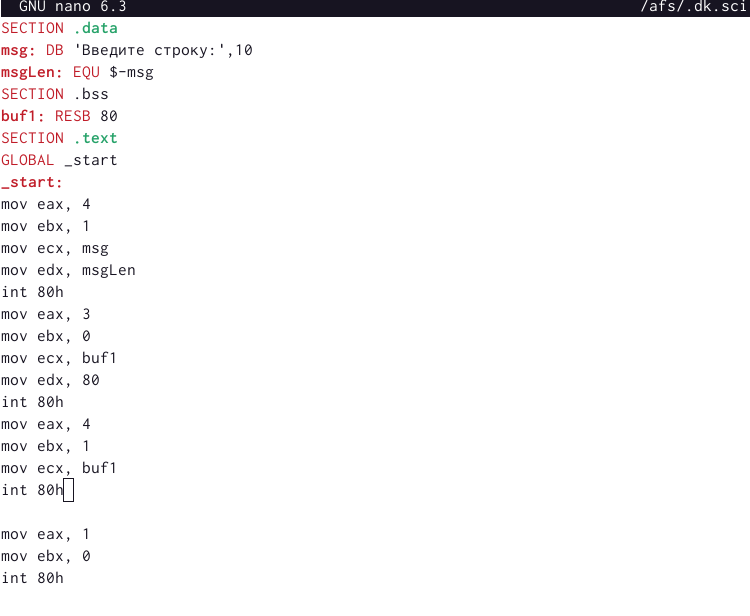 GNU nano 6.3 /afs/.dk.sci
SECTION .data
msg: DB 'Введите строку:',10
msgLen: EQU $-msg
SECTION .bss
buf1: RESB 80
SECTION .text
GLOBAL _start
_start:
mov eax, 4
mov ebx, 1
mov ecx, msg
mov edx, msgLen
int 80h
mov eax, 3
mov ebx, 0
mov ecx, buf1
mov edx, 80
int 80h
mov eax, 4
mov ebx, 1
mov ecx, buf1
int 80h
mov eax, 1
mov ebx, 0
int 80h